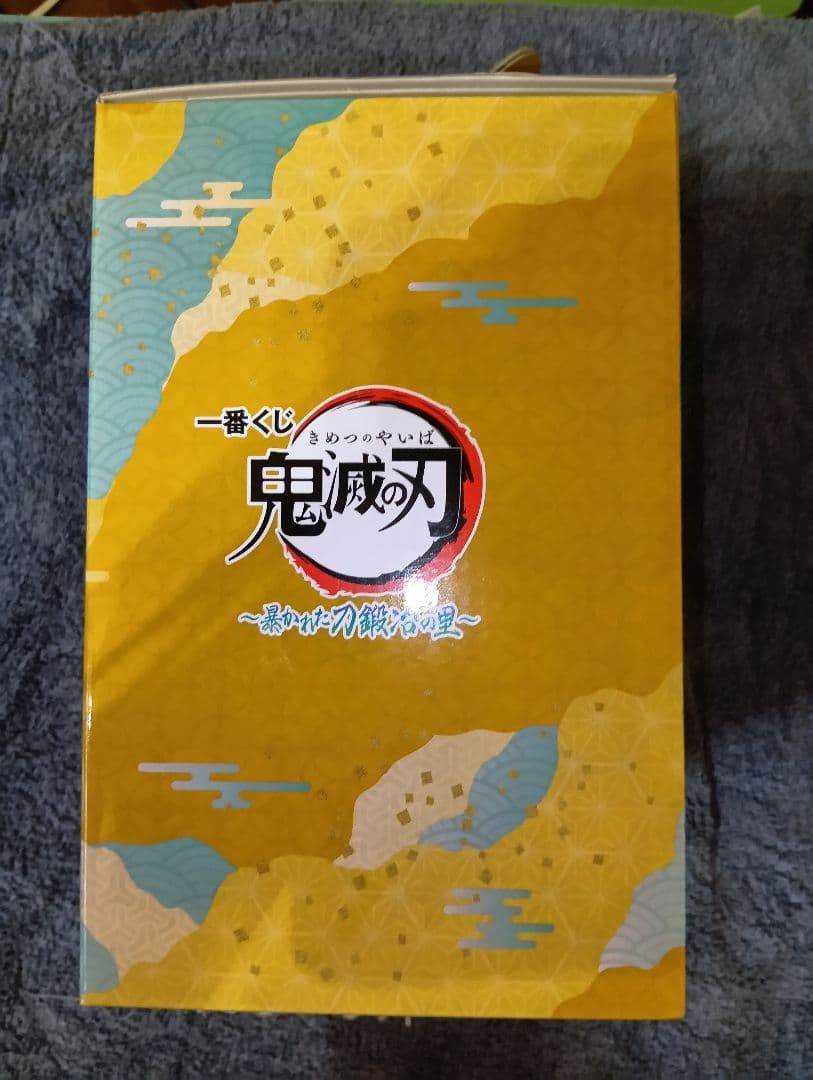 一番くじ
きめつのやいば
鬼滅の刃
～暴かれた刀鍛冶の里～